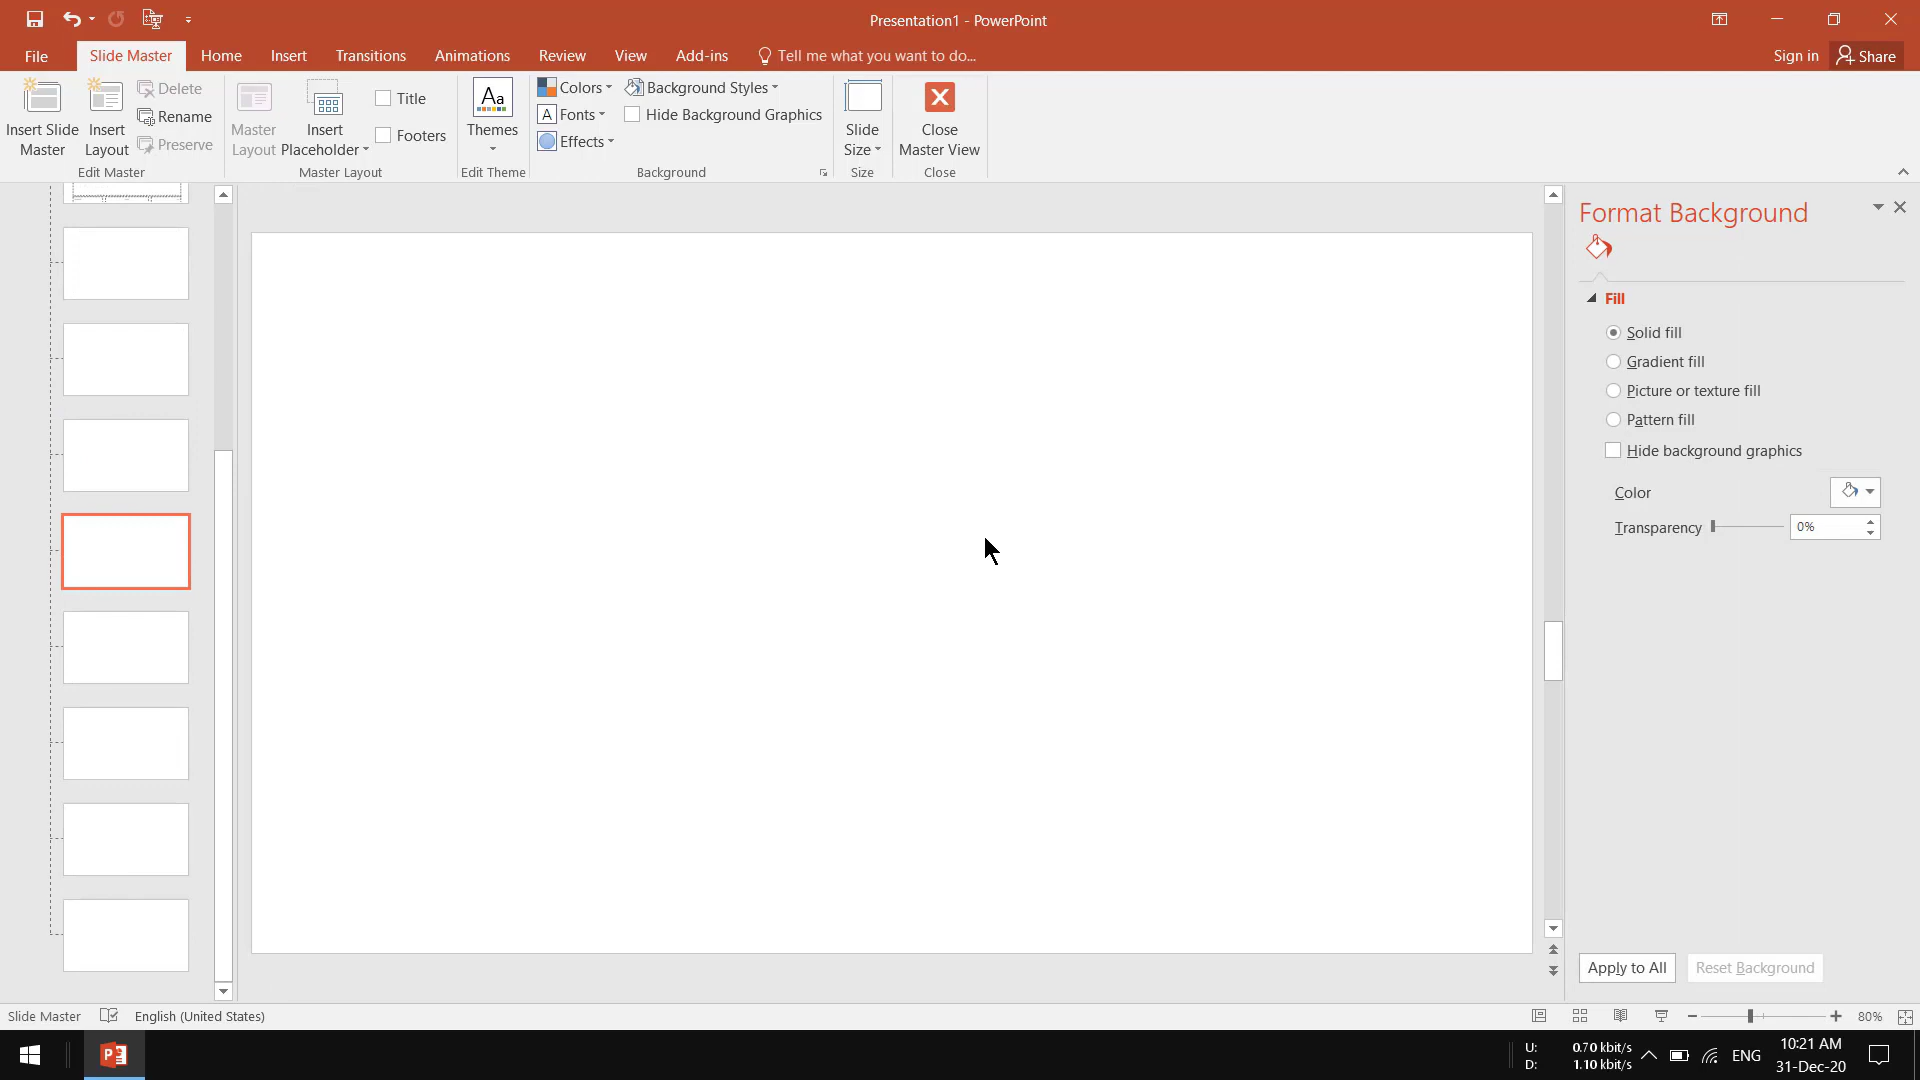 Presentation1 - PowerPoint
File Slide Master Home Insert Transitions Animations Review View Add-ins Tell me what you want to do... Sign in Share
Insert Slide Master
Insert Layout
Delete
Rename
Preserve
Edit Master
Master Layout
Insert Placeholder
Title
Footers
Master Layout
Aa
Themes
Edit Theme
Colors
A Fonts
Effects
Background Styles
Hide Background Graphics
Background
Slide Size
Size
Close Master View
Close
Format Background
Fill
Solid fill
Gradient fill
Picture or texture fill
Pattern fill
Hide background graphics
Color
Transparency 0%
Apply to All Reset Background
Slide Master English (United States) 80%
U: 0.70 kbit/s
D: 1.10 kbit/s
ENG
10:21 AM
31-Dec-20